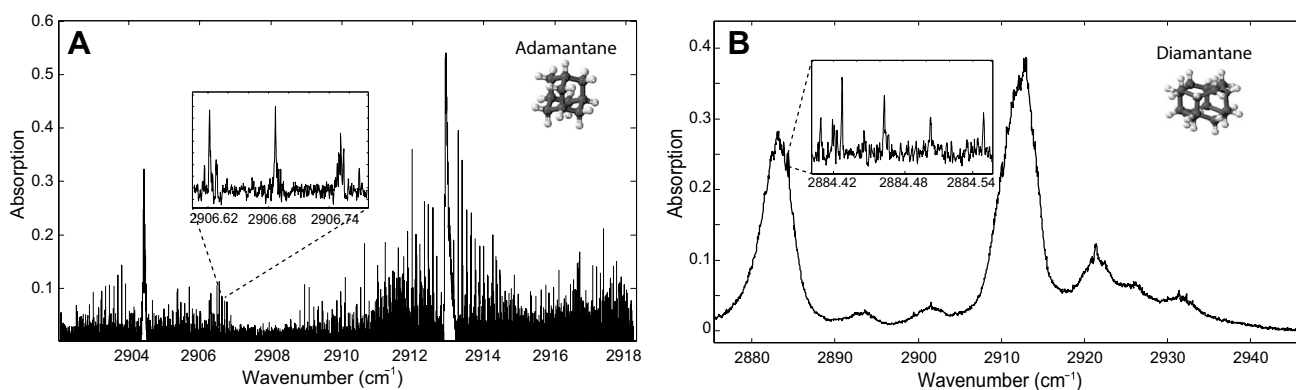 A
Adamantane
Absorption
0.6
0.5
0.4
0.3
0.2
0.1
2906.62 2906.68 2906.74
2904 2906 2908 2910 2912 2914 2916 2918
Wavenumber (cm⁻¹)
B
Diamantane
Absorption
0.4
0.3
0.2
0.1
0
2884.42 2884.48 2884.54
2880 2890 2900 2910 2920 2930 2940
Wavenumber (cm⁻¹)